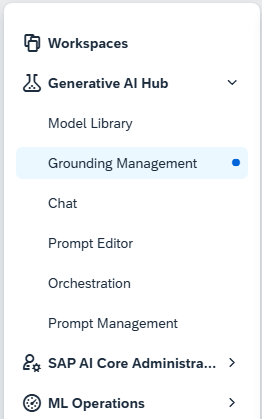 Workspaces
Generative AI Hub
Model Library
Grounding Management
Chat
Prompt Editor
Orchestration
Prompt Management
SAP AI Core Administra...
ML Operations